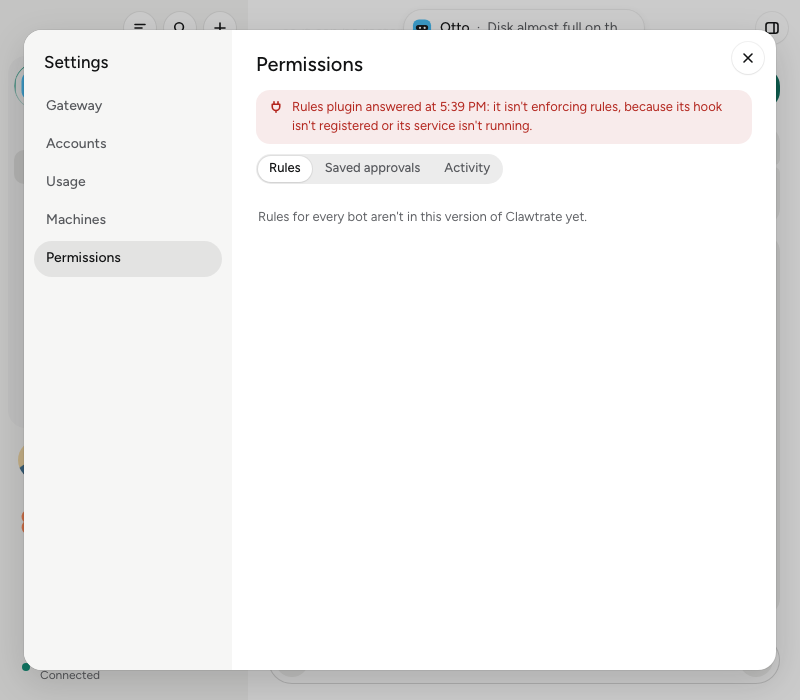 Otto · Disk almost full on th
Settings
Gateway
Accounts
Usage
Machines
Permissions
Permissions
Rules plugin answered at 5:39 PM: it isn't enforcing rules, because its hook
isn't registered or its service isn't running.
Rules Saved approvals Activity
Rules for every bot aren't in this version of Clawtrate yet.
Connected